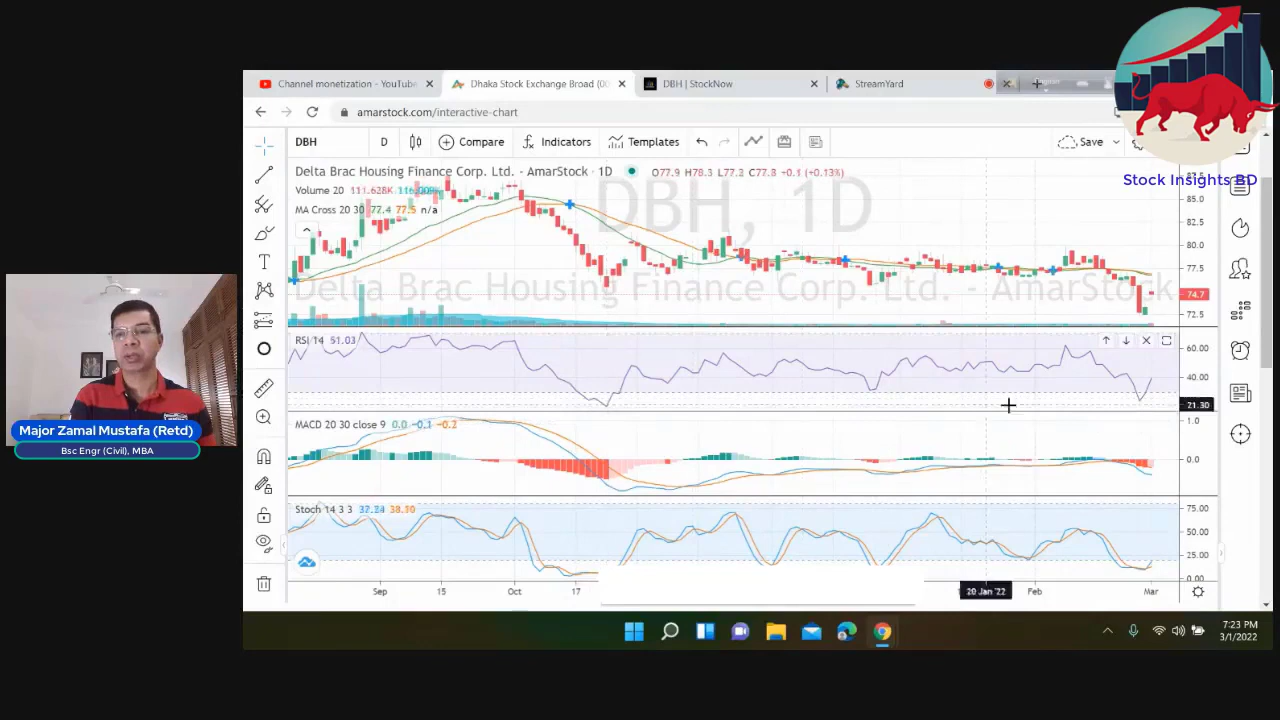 Channel monetization - YouTube
Dhaka Stock Exchange Broad (00
DBH | StockNow
StreamYard
English
amarstock.com/interactive-chart
DBH
D
Compare
Indicators
Templates
Save
Stock Insights BD
DBH, 1D
Delta Brac Housing Finance Corp. Ltd. - AmarStock
Delta Brac Housing Finance Corp. Ltd. - AmarStock · 1D
O77.9 H78.3 L77.2 C77.8 +0.1 (+0.13%)
Volume 20 111.628K
MA Cross 20 30 77.4 77.5 n/a
87.5
85.0
82.5
80.0
77.5
74.7
72.5
RSI 14 51.03
60.00
40.00
21.30
MACD 20 30 close 9 0.0 -0.1 -0.2
1.0
0.0
Stoch 14 3 3 38.10
75.00
50.00
25.00
0.00
Sep
15
Oct
17
20 Jan '22
Feb
Mar
Major Zamal Mustafa (Retd)
Bsc Engr (Civil), MBA
7:23 PM
3/1/2022